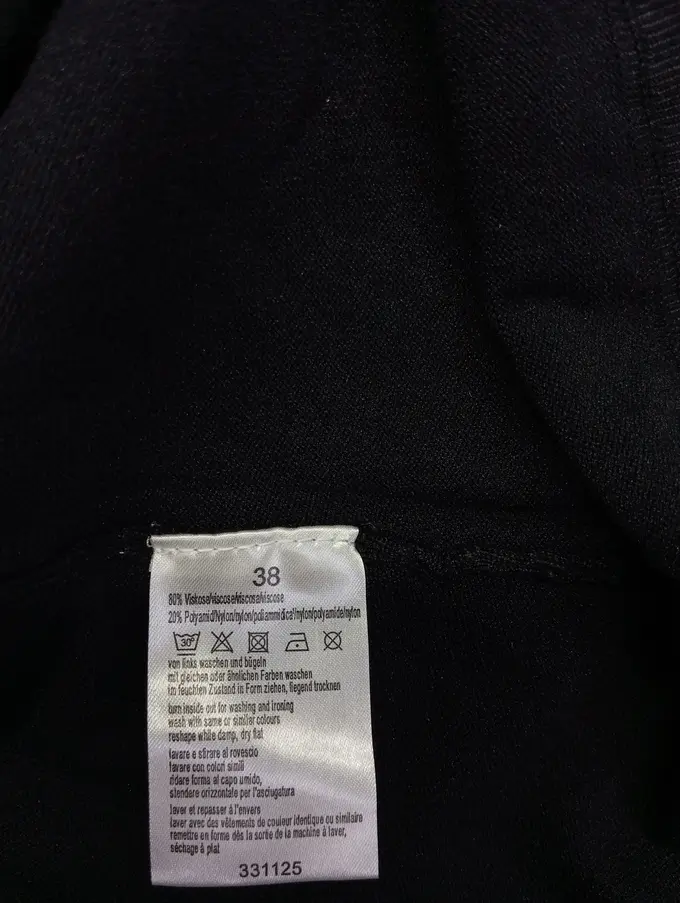 38
80% Viskose/viscosa/viscosa/viscose
20% Polyamid/Nylon/nylon/poliammidica/nylon/polyamide/nylon
30°
von links waschen und bügeln
mit gleichen oder ähnlichen Farben waschen
im feuchten Zustand in Form ziehen, liegend trocknen
turn inside out for washing and ironing
wash with same or similar colours
reshape while damp, dry flat
lavare e stirare al rovescio
lavare con colori simili
ridare forma al capo umido,
stendere orizzontale per l'asciugatura
laver et repasser à l'envers
laver avec des vêtements de couleur identique ou similaire
remettre en forme dès la sortie de la machine à laver,
séchage à plat
331125